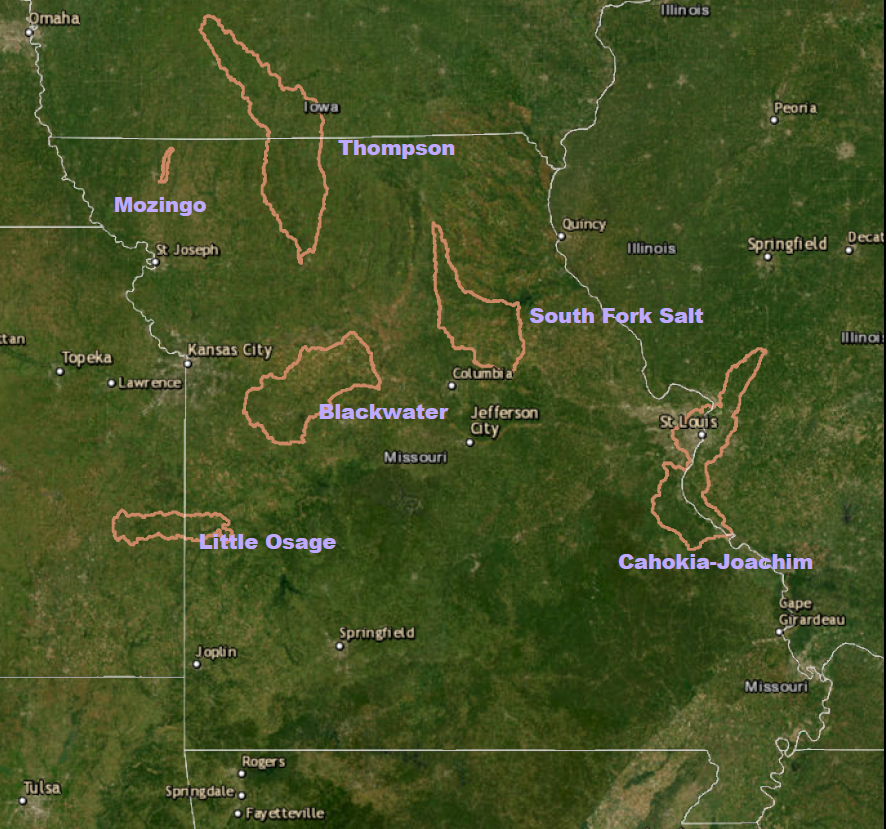 Illinois
Omaha
Iowa
Peoria
Thompson
Mozingo
Quincy
St Joseph
Illinois
Springfield
Decat
South Fork Salt
ttan
Topeka
Kansas City
Illinois
Lawrence
Columbia
Blackwater
Jefferson
City
St Louis
Missouri
Little Osage
Cahokia-Joachim
Cape
Girardeau
Springfield
Joplin
Missouri
Rogers
Tulsa
Springdale
Fayetteville